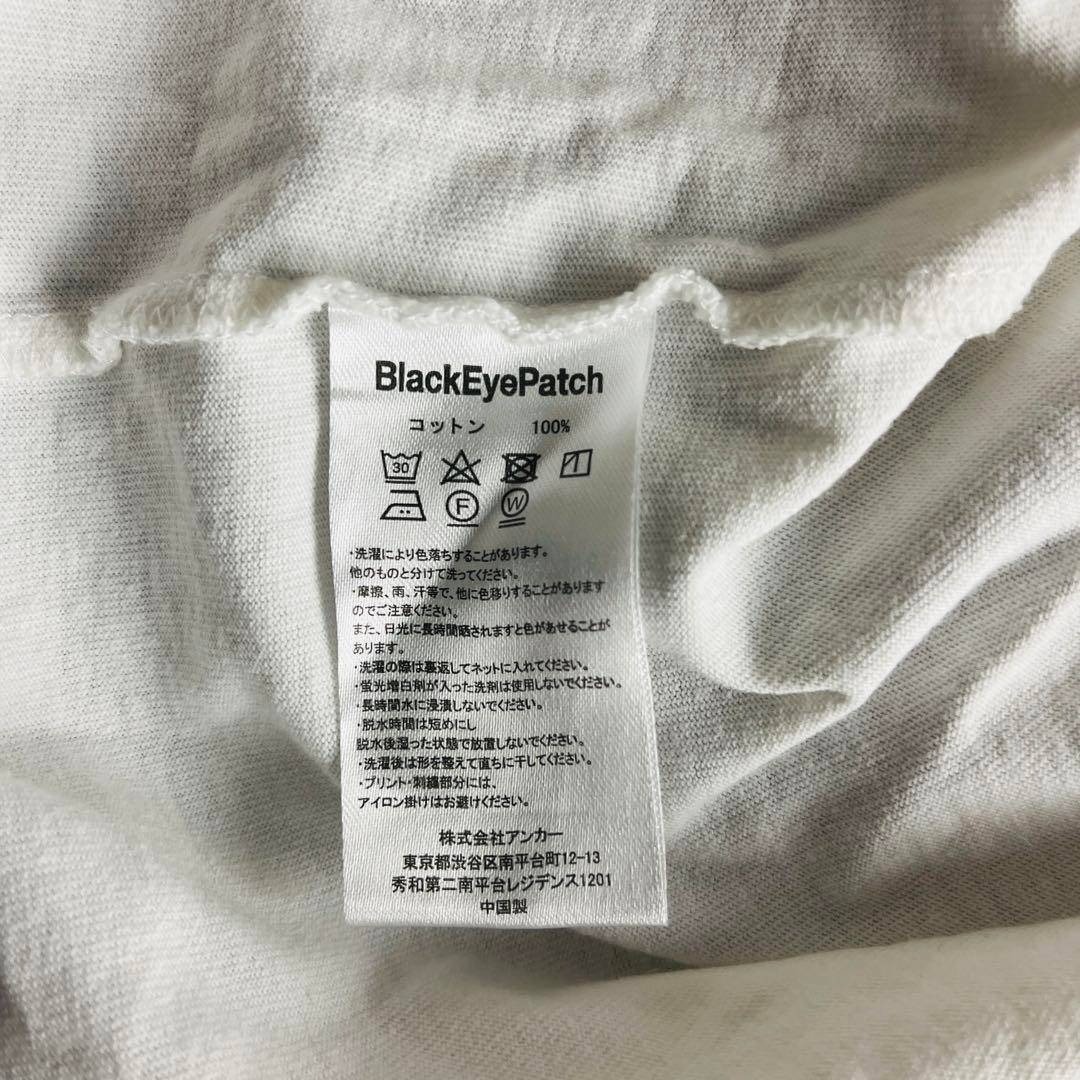 BlackEyePatch
コットン 100%
30
F W
・洗濯により色落ちすることがあります。
他のものと分けて洗ってください。
・摩擦、雨、汗等で、他に色移りすることがあります
のでご注意ください。
また、日光に長時間晒されますと色があせることが
あります。
・洗濯の際は裏返してネットに入れてください。
・蛍光増白剤が入った洗剤は使用しないでください。
・長時間水に浸漬しないでください。
・脱水時間は短めにし
脱水後湿った状態で放置しないでください。
・洗濯後は形を整えて直ちに干してください。
・プリント・刺繍部分には、
アイロン掛けはお避けください。
株式会社アンカー
東京都渋谷区南平台町12-13
秀和第二南平台レジデンス1201
中国製